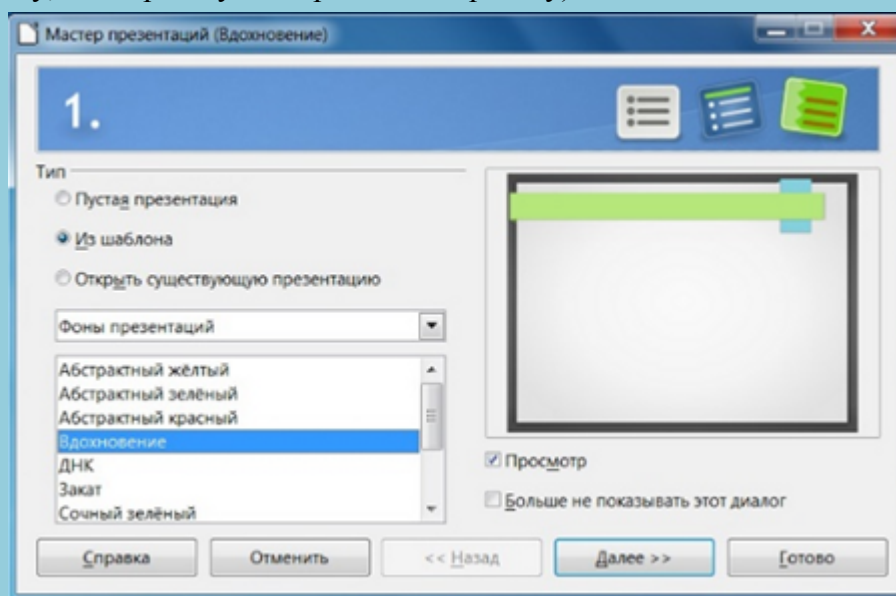 Мастер презентаций (Вдохновение)
1.
Тип
Пустая презентация
Из шаблона
Открыть существующую презентацию
Фоны презентаций
Абстрактный жёлтый
Абстрактный зелёный
Абстрактный красный
Вдохновение
ДНК
Закат
Сочный зелёный
Просмотр
Больше не показывать этот диалог
Справка
Отменить
<< Назад
Далее >>
Готово